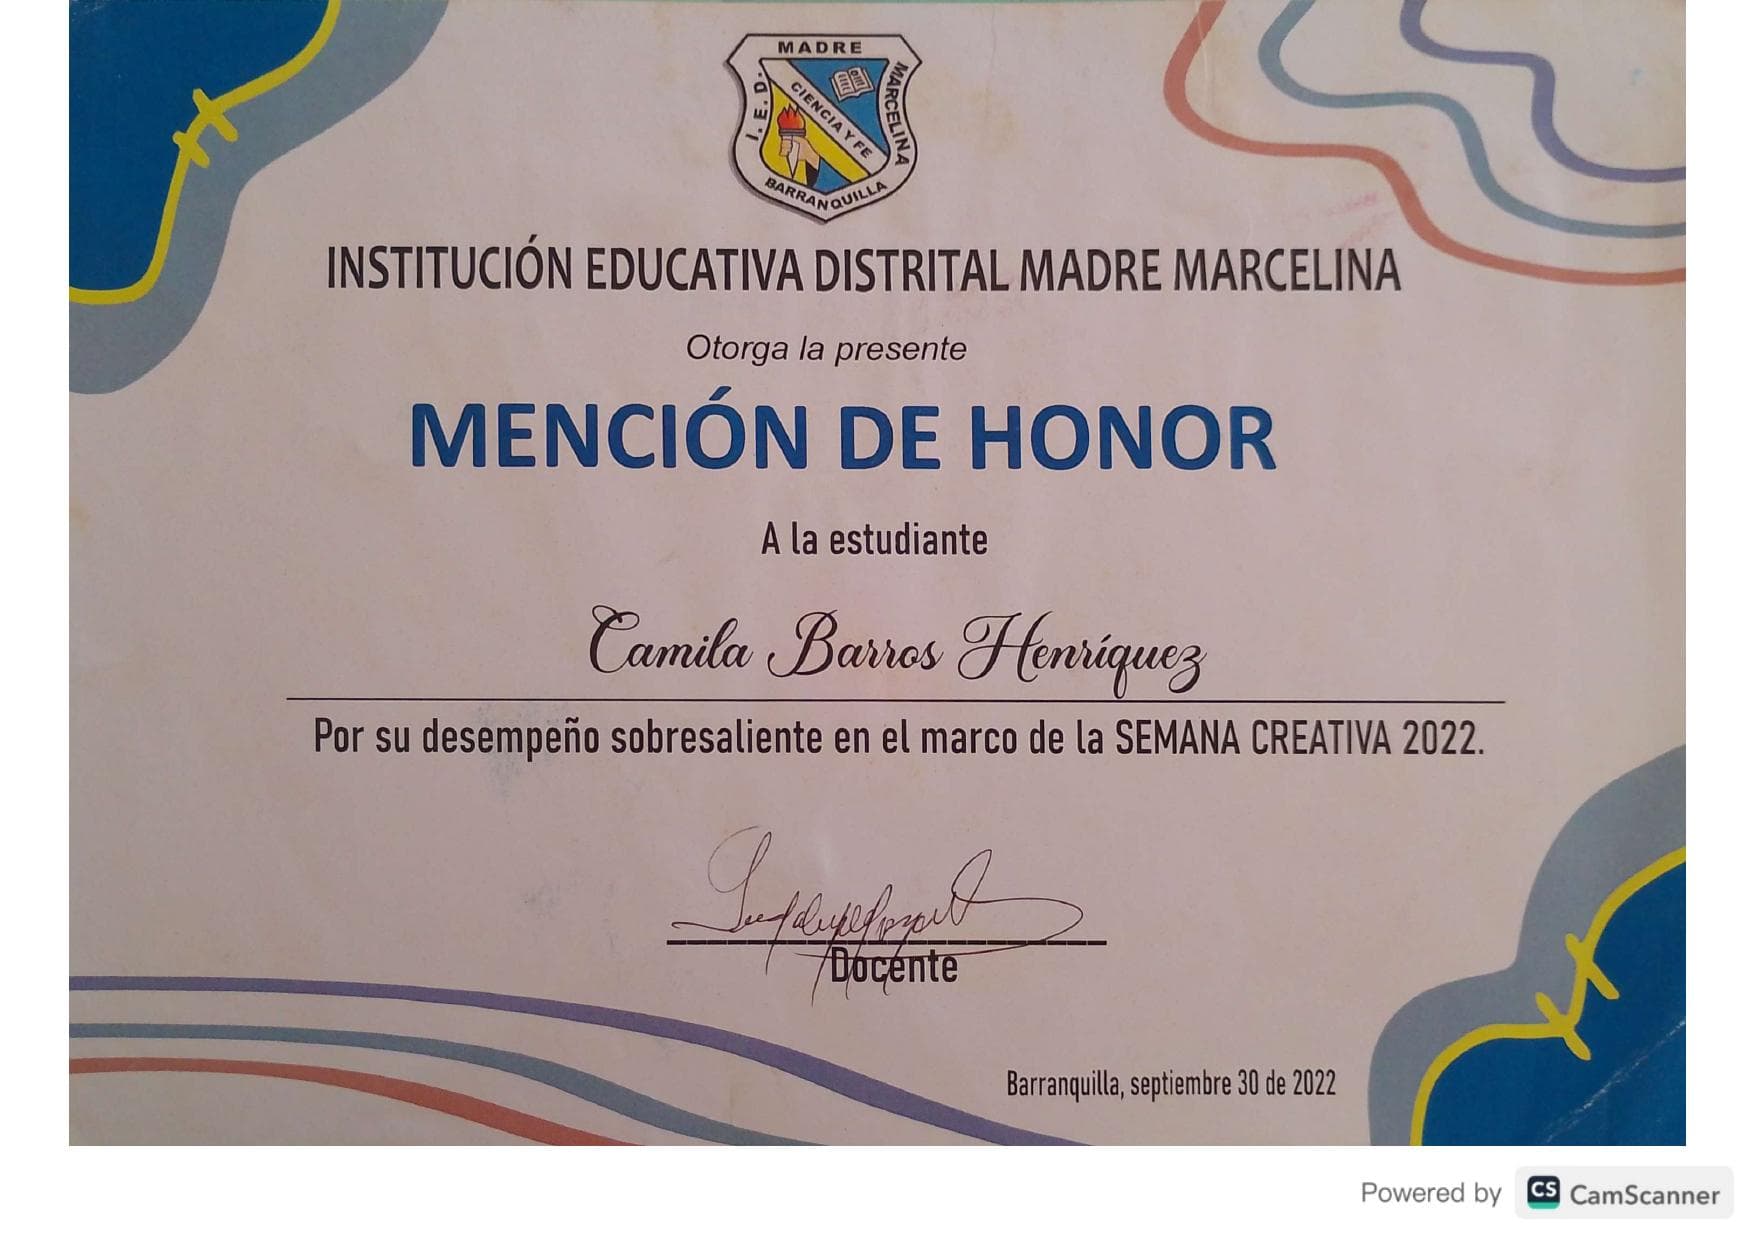 MADRE
I. E. D.
MARCELINA
CIENCIA Y FE
BARRANQUILLA
INSTITUCIÓN EDUCATIVA DISTRITAL MADRE MARCELINA
Otorga la presente
MENCIÓN DE HONOR
A la estudiante
Camila Barros Henríquez
Por su desempeño sobresaliente en el marco de la SEMANA CREATIVA 2022.
Docente
Barranquilla, septiembre 30 de 2022
Powered by CS CamScanner